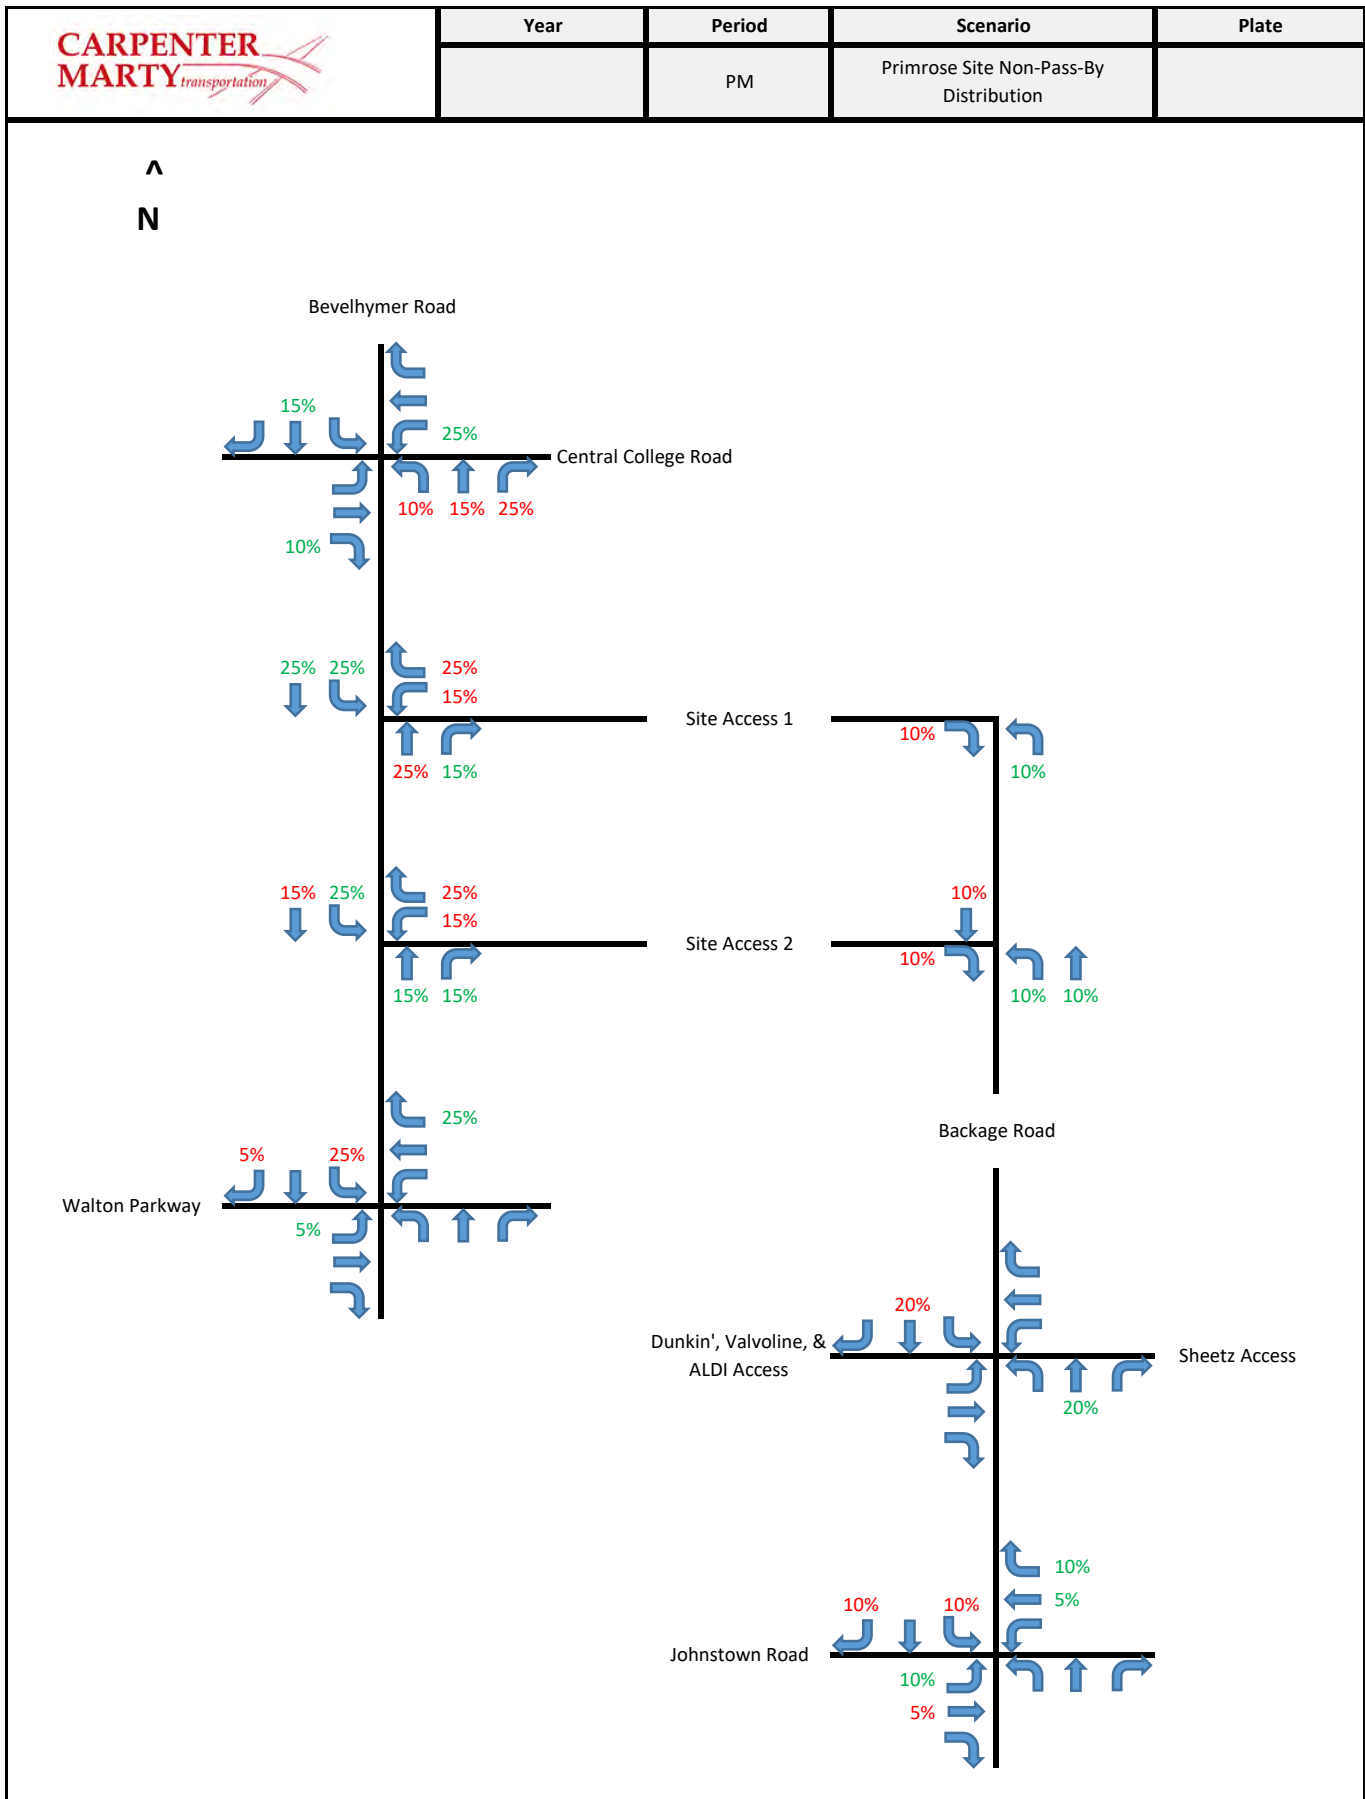 CARPENTER
MARTY transportation
Year Period Scenario Plate
PM
Primrose Site Non-Pass-By
Distribution
^
N
Bevelhymer Road
15%
25%
Central College Road
10% 15% 25%
10%
25% 25% 25%
15%
Site Access 1
10%
25% 15%
10%
15% 25% 25%
15%
10%
Site Access 2
10%
15% 15%
10% 10%
25%
Backage Road
5% 25%
Walton Parkway
5%
20%
Dunkin', Valvoline, &
ALDI Access
Sheetz Access
20%
10%
5%
10% 10%
Johnstown Road
10%
5%